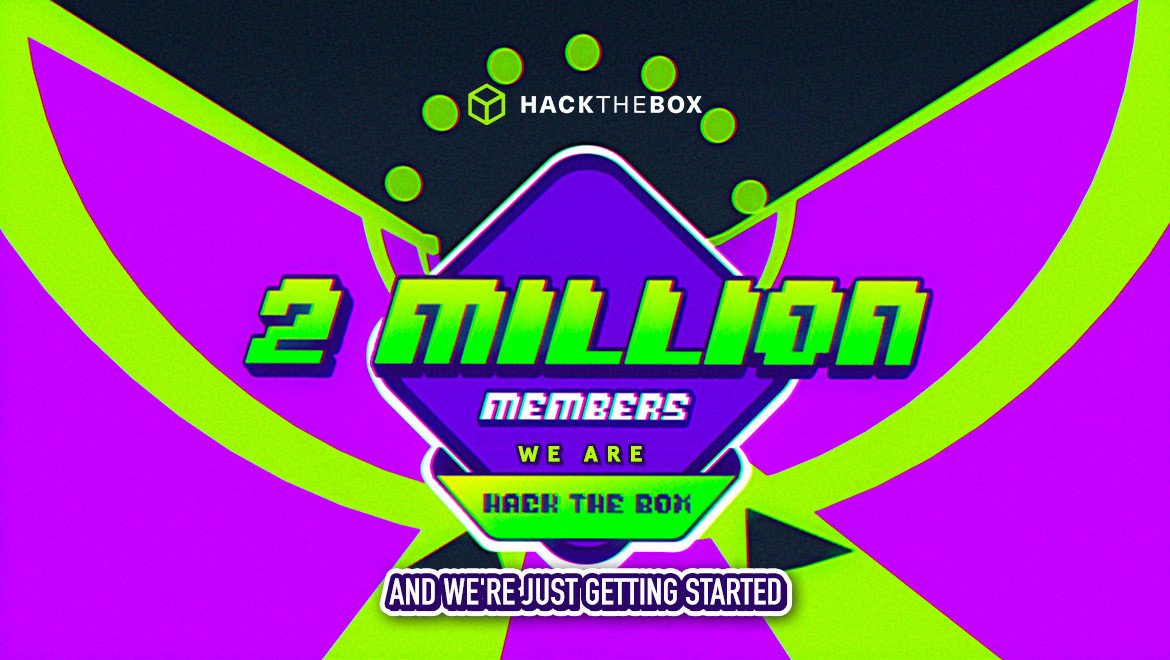 HACKTHEBOX
2 MILLION
MEMBERS
WE ARE
HACK THE BOX
AND WE'RE JUST GETTING STARTED